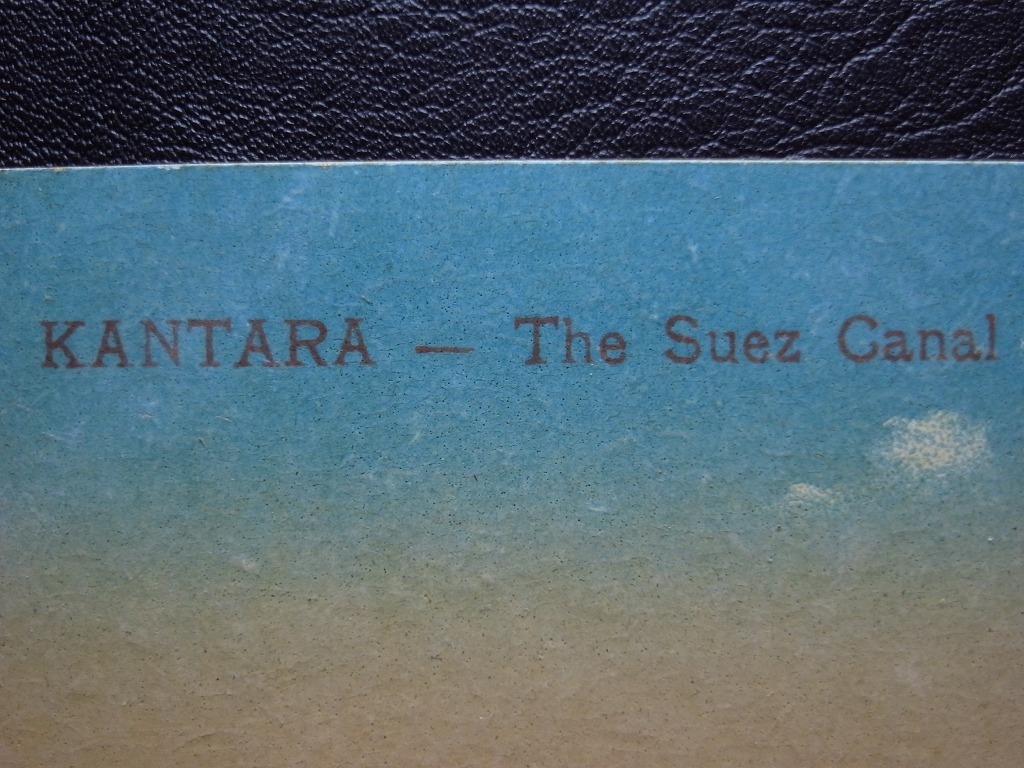 KANTARA — The Suez Canal